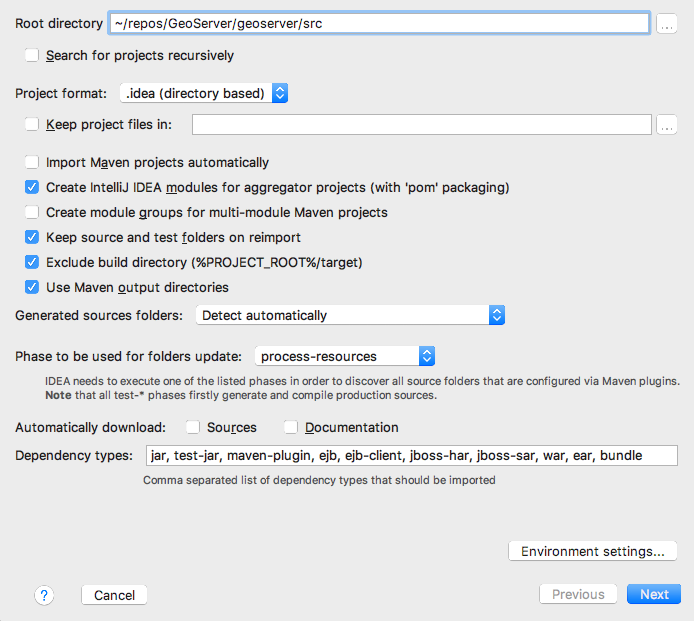 Root directory ~/repos/GeoServer/geoserver/src ...
Search for projects recursively
Project format: .idea (directory based)
Keep project files in: ...
Import Maven projects automatically
Create IntelliJ IDEA modules for aggregator projects (with 'pom' packaging)
Create module groups for multi-module Maven projects
Keep source and test folders on reimport
Exclude build directory (%PROJECT_ROOT%/target)
Use Maven output directories
Generated sources folders: Detect automatically
Phase to be used for folders update: process-resources
IDEA needs to execute one of the listed phases in order to discover all source folders that are configured via Maven plugins.
Note that all test-* phases firstly generate and compile production sources.
Automatically download: Sources Documentation
Dependency types: jar, test-jar, maven-plugin, ejb, ejb-client, jboss-har, jboss-sar, war, ear, bundle
Comma separated list of dependency types that should be imported
Environment settings...
? Cancel Previous Next